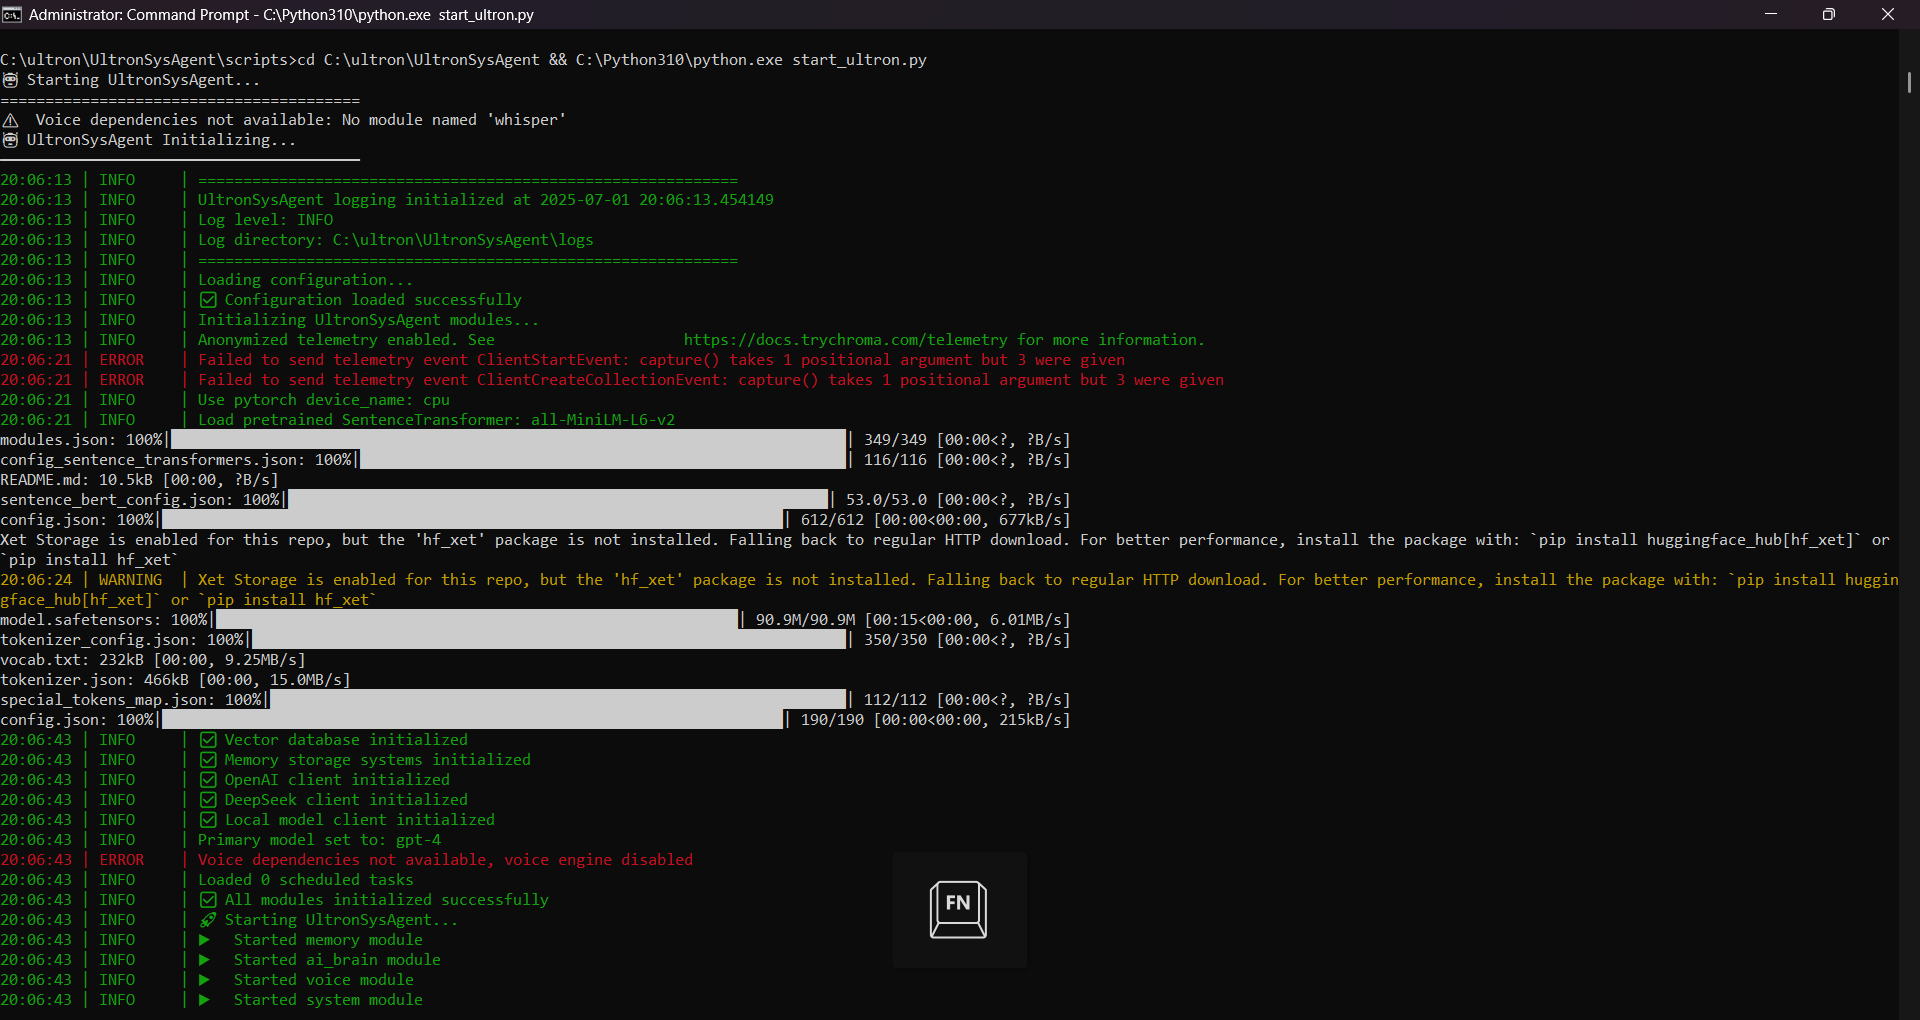 Administrator: Command Prompt - C:\Python310\python.exe  start_ultron.py
C:\ultron\UltronSysAgent\scripts>cd C:\ultron\UltronSysAgent && C:\Python310\python.exe start_ultron.py
🤖 Starting UltronSysAgent...
========================================
⚠  Voice dependencies not available: No module named 'whisper'
🤖 UltronSysAgent Initializing...
20:06:13 | INFO     | ============================================================
20:06:13 | INFO     | UltronSysAgent logging initialized at 2025-07-01 20:06:13.454149
20:06:13 | INFO     | Log level: INFO
20:06:13 | INFO     | Log directory: C:\ultron\UltronSysAgent\logs
20:06:13 | INFO     | ============================================================
20:06:13 | INFO     | Loading configuration...
20:06:13 | INFO     | ✅ Configuration loaded successfully
20:06:13 | INFO     | Initializing UltronSysAgent modules...
20:06:13 | INFO     | Anonymized telemetry enabled. See                     https://docs.trychroma.com/telemetry for more information.
20:06:21 | ERROR    | Failed to send telemetry event ClientStartEvent: capture() takes 1 positional argument but 3 were given
20:06:21 | ERROR    | Failed to send telemetry event ClientCreateCollectionEvent: capture() takes 1 positional argument but 3 were given
20:06:21 | INFO     | Use pytorch device_name: cpu
20:06:21 | INFO     | Load pretrained SentenceTransformer: all-MiniLM-L6-v2
modules.json: 100%| | 349/349 [00:00<?, ?B/s]
config_sentence_transformers.json: 100%| | 116/116 [00:00<?, ?B/s]
README.md: 10.5kB [00:00, ?B/s]
sentence_bert_config.json: 100%| | 53.0/53.0 [00:00<?, ?B/s]
config.json: 100%| | 612/612 [00:00<00:00, 677kB/s]
Xet Storage is enabled for this repo, but the 'hf_xet' package is not installed. Falling back to regular HTTP download. For better performance, install the package with: `pip install huggingface_hub[hf_xet]` or
`pip install hf_xet`
20:06:24 | WARNING  | Xet Storage is enabled for this repo, but the 'hf_xet' package is not installed. Falling back to regular HTTP download. For better performance, install the package with: `pip install huggin
gface_hub[hf_xet]` or `pip install hf_xet`
model.safetensors: 100%| | 90.9M/90.9M [00:15<00:00, 6.01MB/s]
tokenizer_config.json: 100%| | 350/350 [00:00<?, ?B/s]
vocab.txt: 232kB [00:00, 9.25MB/s]
tokenizer.json: 466kB [00:00, 15.0MB/s]
special_tokens_map.json: 100%| | 112/112 [00:00<?, ?B/s]
config.json: 100%| | 190/190 [00:00<00:00, 215kB/s]
20:06:43 | INFO     | ✅ Vector database initialized
20:06:43 | INFO     | ✅ Memory storage systems initialized
20:06:43 | INFO     | ✅ OpenAI client initialized
20:06:43 | INFO     | ✅ DeepSeek client initialized
20:06:43 | INFO     | ✅ Local model client initialized
20:06:43 | INFO     | Primary model set to: gpt-4
20:06:43 | ERROR    | Voice dependencies not available, voice engine disabled
20:06:43 | INFO     | Loaded 0 scheduled tasks
20:06:43 | INFO     | ✅ All modules initialized successfully
20:06:43 | INFO     | 🚀 Starting UltronSysAgent...
20:06:43 | INFO     | ▶  Started memory module
20:06:43 | INFO     | ▶  Started ai_brain module
20:06:43 | INFO     | ▶  Started voice module
20:06:43 | INFO     | ▶  Started system module
FN